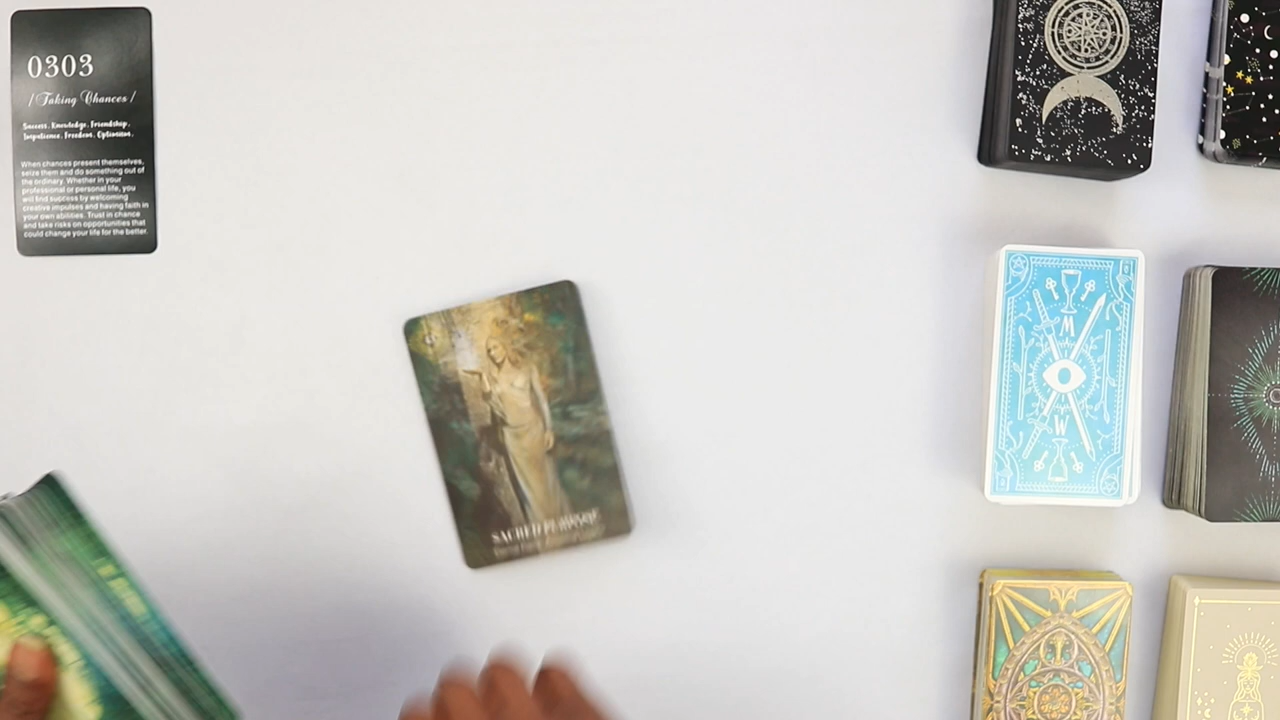 0303
/ Taking Chances /
Success. Knowledge. Friendship.
Impatience. Freedom. Optimism.
When chances present themselves,
seize them and do something out of
the ordinary. Whether in your
professional or personal life, you
will find success by welcoming
creative impulses and having faith in
your own abilities. Trust in chance
and take risks on opportunities that
could change your life for the better.
M
W
SACRED